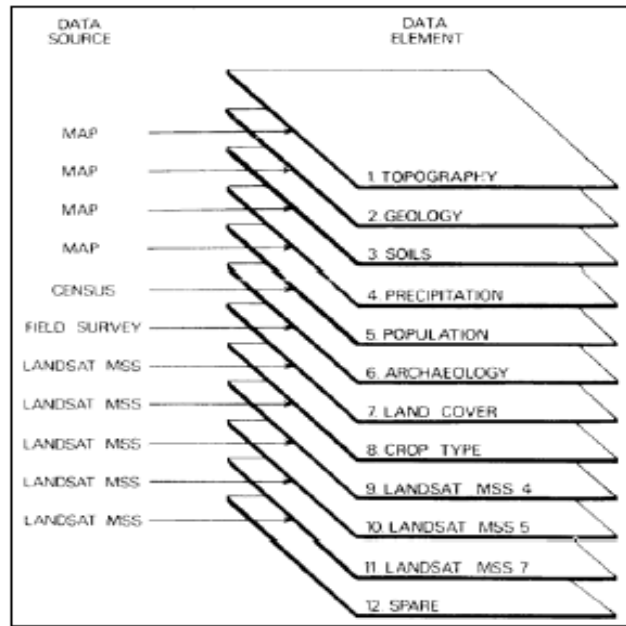 DATA SOURCE
DATA ELEMENT
MAP
1. TOPOGRAPHY
MAP
2. GEOLOGY
MAP
3. SOILS
MAP
4. PRECIPITATION
CENSUS
5. POPULATION
FIELD SURVEY
6. ARCHAEOLOGY
LANDSAT MSS
7. LAND COVER
LANDSAT MSS
8. CROP TYPE
LANDSAT MSS
9. LANDSAT MSS 4
LANDSAT MSS
10. LANDSAT MSS 5
LANDSAT MSS
11. LANDSAT MSS 7
12. SPARE